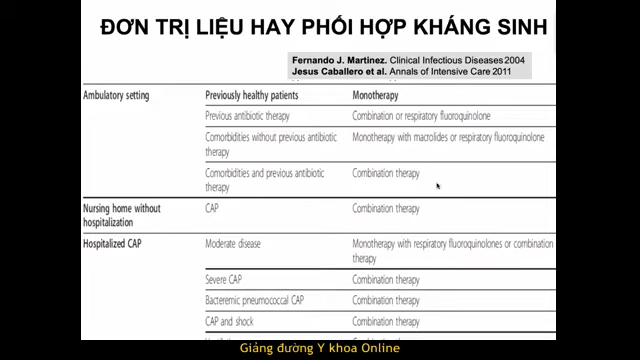 ĐƠN TRỊ LIỆU HAY PHỐI HỢP KHÁNG SINH
Fernando J. Martinez. Clinical Infectious Diseases 2004
Jesus Caballero et al. Annals of Intensive Care 2011
Ambulatory setting Previously healthy patients Monotherapy
Previous antibiotic therapy Combination or respiratory fluoroquinolone
Comorbidities without previous antibiotic Monotherapy with macrolides or respiratory fluoroquinolone
therapy
Comorbidities and previous antibiotic Combination therapy
therapy
Nursing home without CAP Combination therapy
hospitalization
Hospitalized CAP Moderate disease Monotherapy with respiratory fluoroquinolones or combination
therapy
Severe CAP Combination therapy
Bacteremic pneumococcal CAP Combination therapy
CAP and shock Combination therapy
Giảng đường Y khoa Online